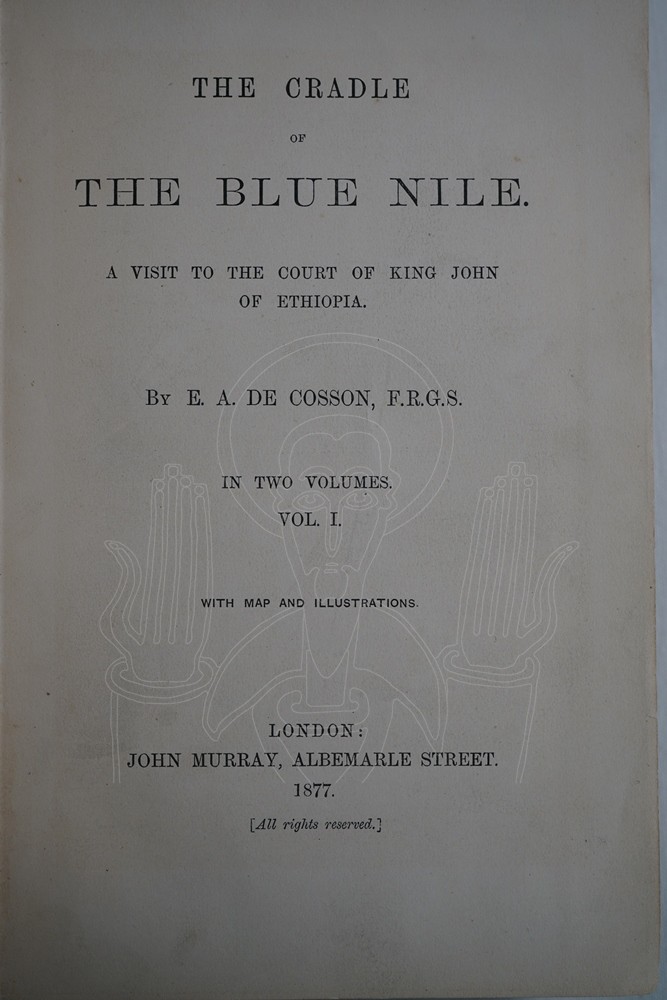 THE CRADLE
OF
THE BLUE NILE.
A VISIT TO THE COURT OF KING JOHN
OF ETHIOPIA.
By E. A. DE COSSON, F.R.G.S.
IN TWO VOLUMES.
VOL. I.
WITH MAP AND ILLUSTRATIONS.
LONDON:
JOHN MURRAY, ALBEMARLE STREET.
1877.
[All rights reserved.]